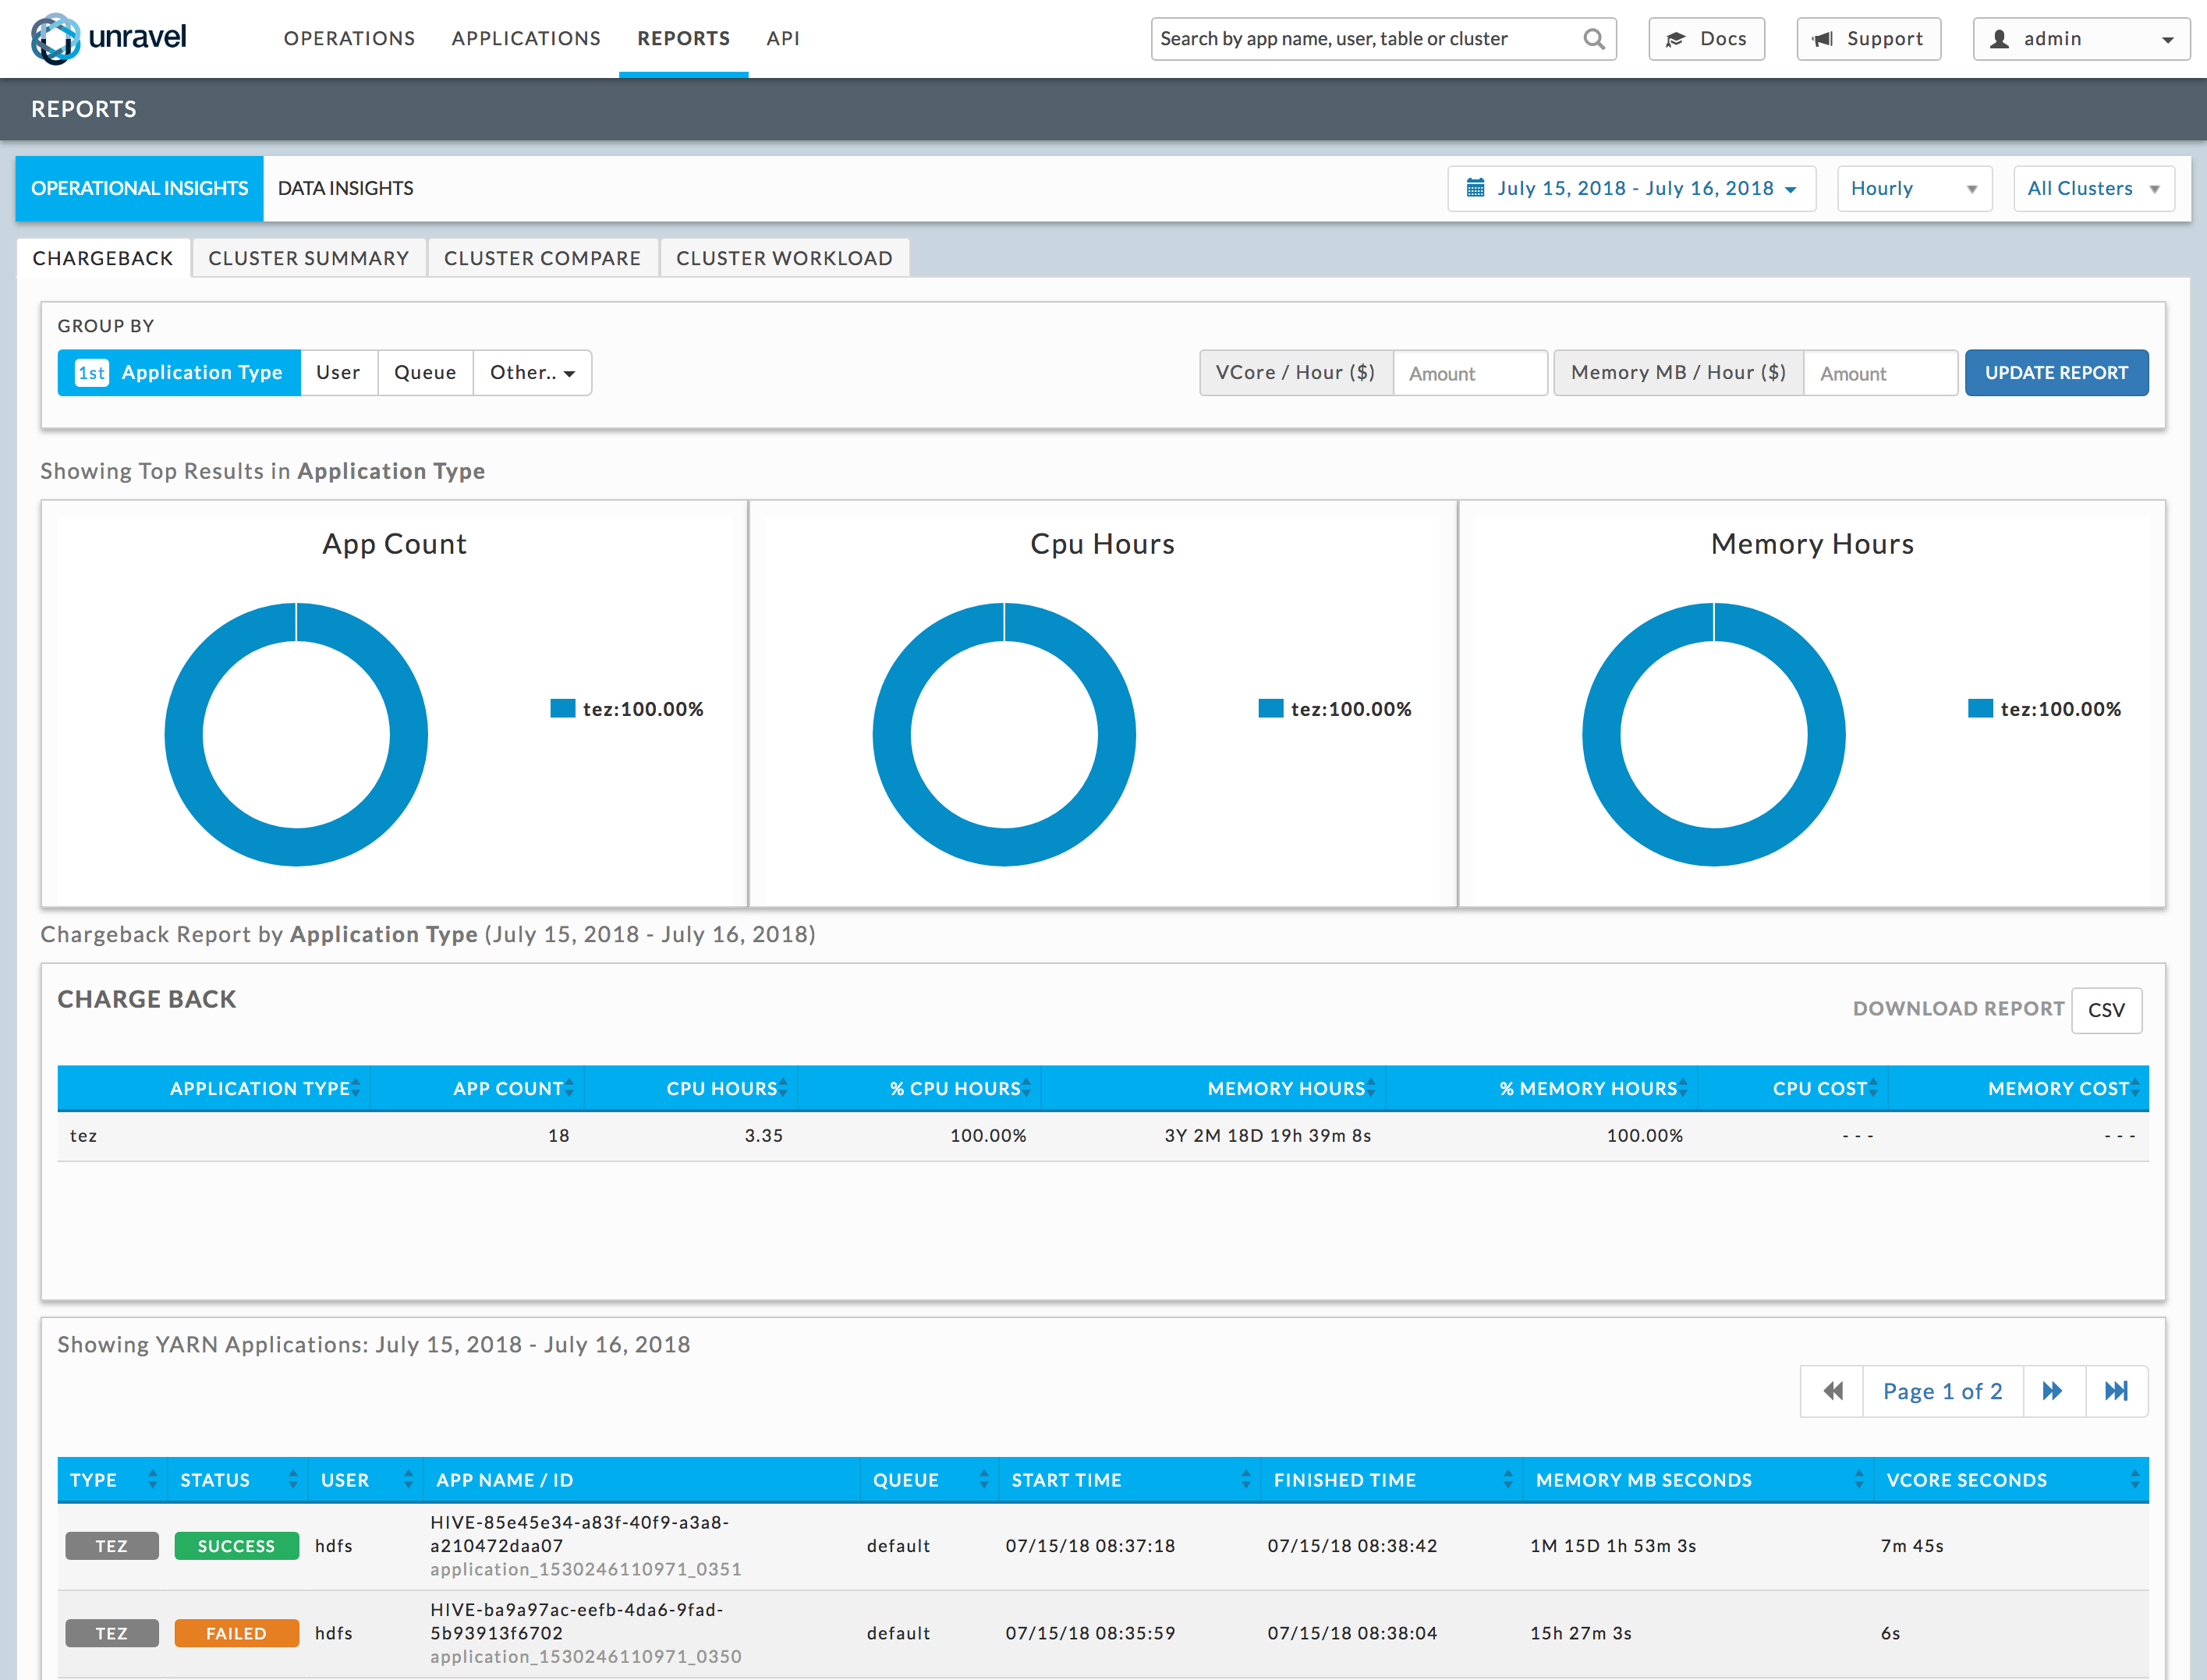 unravel OPERATIONS APPLICATIONS REPORTS API Search by app name, user, table or cluster Docs Support admin
REPORTS
OPERATIONAL INSIGHTS DATA INSIGHTS July 15, 2018 - July 16, 2018 Hourly All Clusters
CHARGEBACK CLUSTER SUMMARY CLUSTER COMPARE CLUSTER WORKLOAD
GROUP BY
1st Application Type User Queue Other.. VCore / Hour ($) Amount Memory MB / Hour ($) Amount UPDATE REPORT
Showing Top Results in Application Type
App Count Cpu Hours Memory Hours
tez:100.00% tez:100.00% tez:100.00%
Chargeback Report by Application Type (July 15, 2018 - July 16, 2018)
CHARGE BACK
DOWNLOAD REPORT CSV
APPLICATION TYPE APP COUNT CPU HOURS % CPU HOURS MEMORY HOURS % MEMORY HOURS CPU COST MEMORY COST
tez 18 3.35 100.00% 3Y 2M 18D 19h 39m 8s 100.00% - - - - - -
Showing YARN Applications: July 15, 2018 - July 16, 2018
Page 1 of 2
TYPE STATUS USER APP NAME / ID QUEUE START TIME FINISHED TIME MEMORY MB SECONDS VCORE SECONDS
HIVE-85e45e34-a83f-40f9-a3a8-
TEZ SUCCESS hdfs a210472daa07 default 07/15/18 08:37:18 07/15/18 08:38:42 1M 15D 1h 53m 3s 7m 45s
application_1530246110971_0351
HIVE-ba9a97ac-eefb-4da6-9fad-
TEZ FAILED hdfs 5b93913f6702 default 07/15/18 08:35:59 07/15/18 08:38:04 15h 27m 3s 6s
application_1530246110971_0350